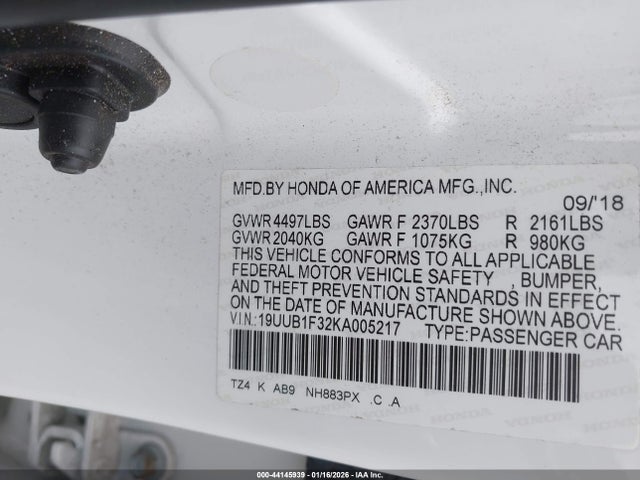 MFD.BY HONDA OF AMERICA MFG.,INC.
09/'18
GVWR 4497LBS GAWR F 2370LBS R 2161LBS
GVWR 2040KG GAWR F 1075KG R 980KG
THIS VEHICLE CONFORMS TO ALL APPLICABLE
FEDERAL MOTOR VEHICLE SAFETY , BUMPER,
AND THEFT PREVENTION STANDARDS IN EFFECT
ON THE DATE OF MANUFACTURE SHOWN ABOVE.
VIN:19UUB1F32KA005217 TYPE:PASSENGER CAR
TZ4 K AB9 NH883PX .C .A
000-44145939 | 01/16/2026 - IAA, Inc.